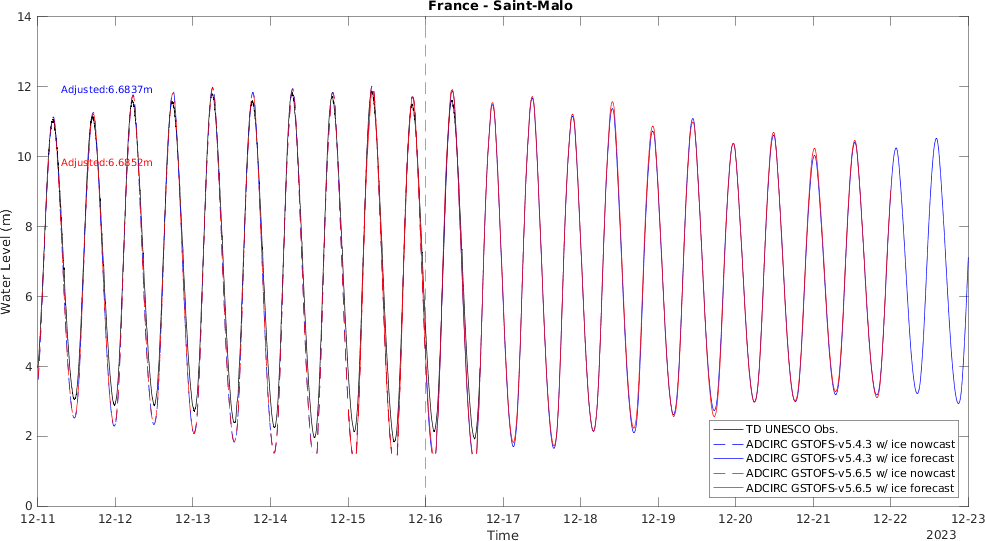 France - Saint-Malo
Water Level (m)
14
12
10
8
6
4
2
0
Adjusted:6.6837m
Adjusted:6.6852m
TD UNESCO Obs.
ADCIRC GSTOFS-v5.4.3 w/ ice nowcast
ADCIRC GSTOFS-v5.4.3 w/ ice forecast
ADCIRC GSTOFS-v5.6.5 w/ ice nowcast
ADCIRC GSTOFS-v5.6.5 w/ ice forecast
12-11 12-12 12-13 12-14 12-15 12-16 12-17 12-18 12-19 12-20 12-21 12-22 12-23
Time
2023